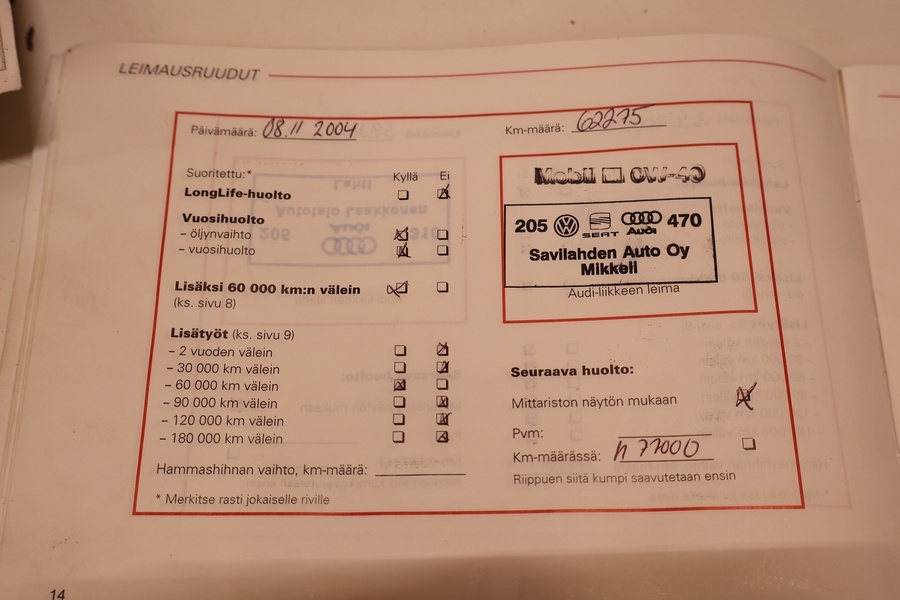 LEIMAUSRUUDUT
Päivämäärä: 08.11 2004
Km-määrä: 62275
Suoritettu:* Kyllä Ei
LongLife-huolto
Vuosihuolto
– öljynvaihto
– vuosihuolto
Lisäksi 60 000 km:n välein
(ks. sivu 8)
Lisätyöt (ks. sivu 9)
– 2 vuoden välein
– 30 000 km välein
– 60 000 km välein
– 90 000 km välein
– 120 000 km välein
– 180 000 km välein
Hammashihnan vaihto, km-määrä:
* Merkitse rasti jokaiselle riville
Mobil 1 0W-40
205 SEAT Audi 470
Savilahden Auto Oy
Mikkeli
Audi-liikkeen leima
Seuraava huolto:
Mittariston näytön mukaan
Pvm:
Km-määrässä: n 77000
Riippuen siitä kumpi saavutetaan ensin
14